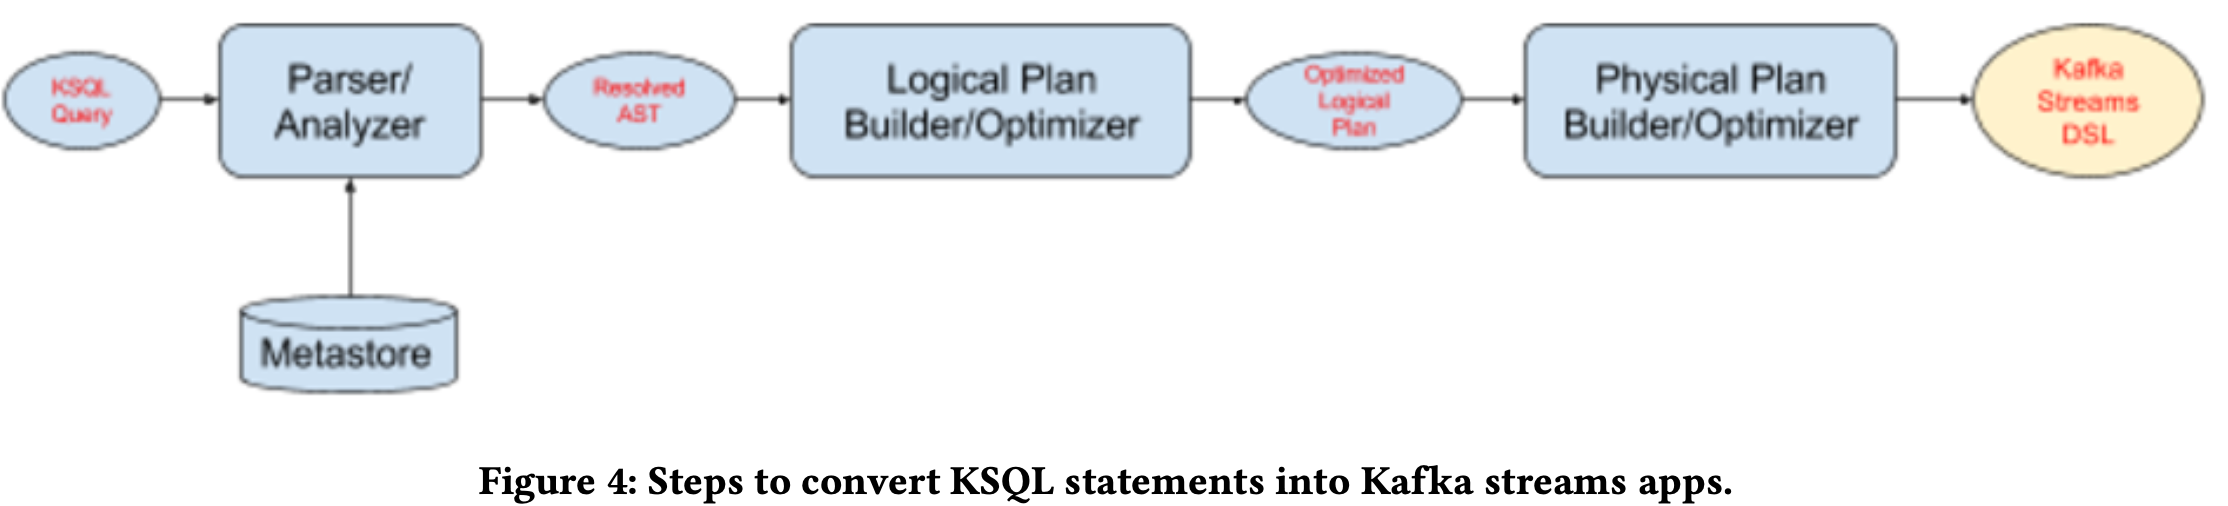 KSQL
Query
Parser/
Analyzer
Resolved
AST
Logical Plan
Builder/Optimizer
Optimized
Logical
Plan
Physical Plan
Builder/Optimizer
Kafka
Streams
DSL
Metastore
Figure 4: Steps to convert KSQL statements into Kafka streams apps.